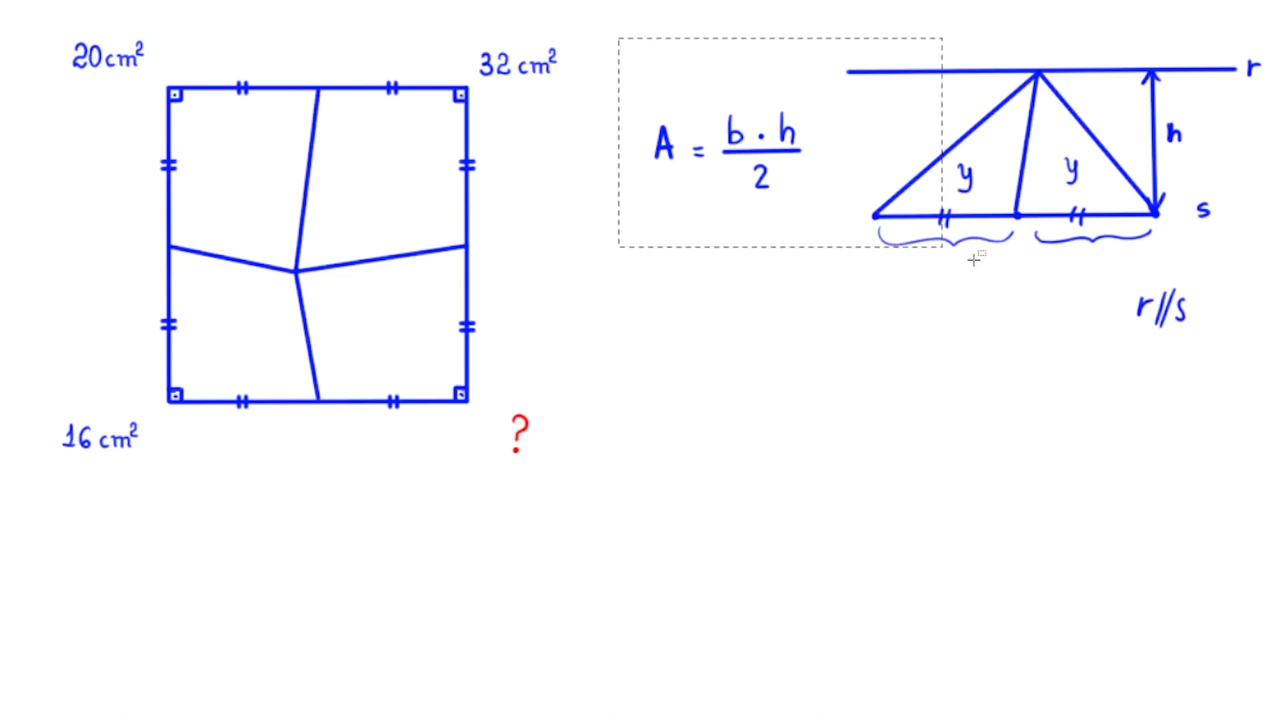 20cm²
32 cm²
16 cm²
?
A = b · h / 2
r
h
y
y
s
r//s